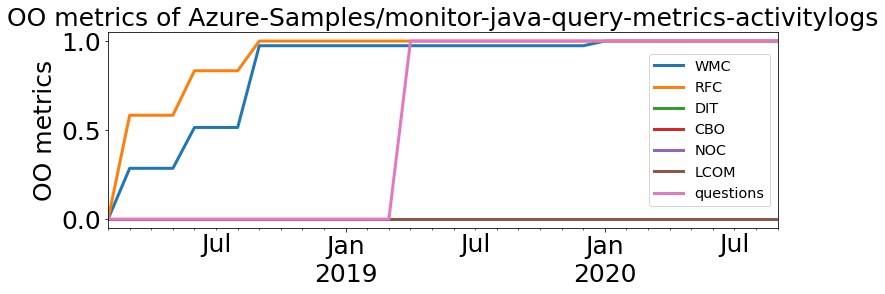 OO metrics of Azure-Samples/monitor-java-query-metrics-activitylogs
OO metrics
1.0
0.5
0.0
WMC
RFC
DIT
CBO
NOC
LCOM
questions
Jul Jan Jul Jan Jul
2019 2020